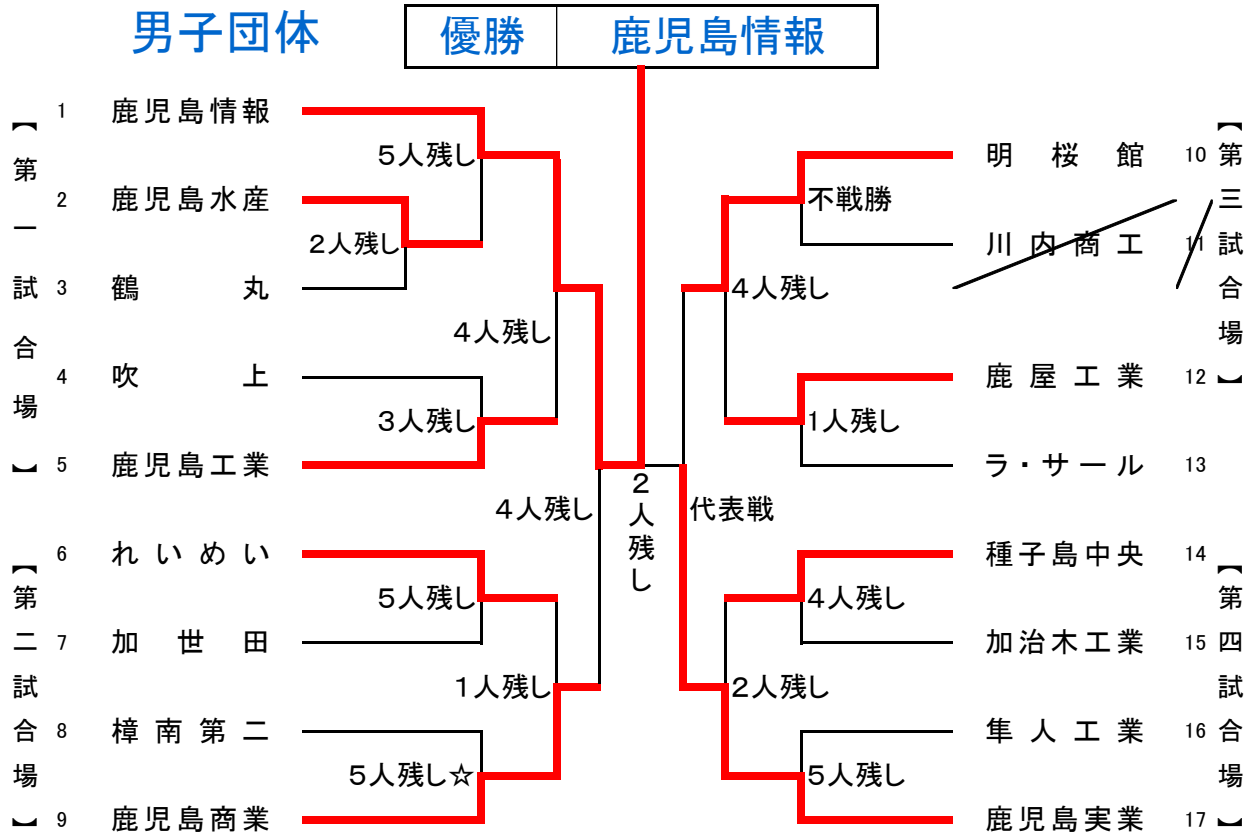 男子団体
優勝 鹿児島情報
【第一試合場】
1 鹿児島情報
5人残し
2 鹿児島水産
2人残し
3 鶴丸
4人残し
4 吹上
3人残し
5 鹿児島工業
4人残し
【第二試合場】
6 れいめい
5人残し
7 加世田
1人残し
8 樟南第二
5人残し☆
9 鹿児島商業
2人残し
代表戦
【第三試合場】
明桜館 10
不戦勝
川内商工 11
4人残し
鹿屋工業 12
1人残し
ラ・サール 13
【第四試合場】
種子島中央 14
4人残し
加治木工業 15
2人残し
隼人工業 16
5人残し
鹿児島実業 17